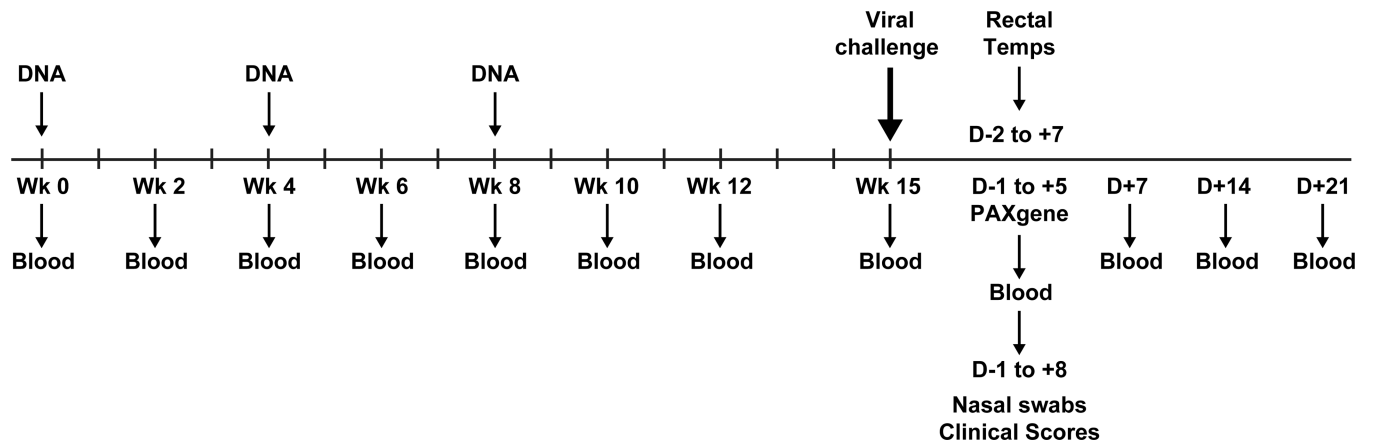 Viral
challenge
Rectal
Temps
DNA
DNA
DNA
D-2 to +7
Wk 0
Wk 2
Wk 4
Wk 6
Wk 8
Wk 10
Wk 12
Wk 15
D-1 to +5
PAXgene
D+7
D+14
D+21
Blood
Blood
Blood
Blood
Blood
Blood
Blood
Blood
Blood
Blood
Blood
Blood
D-1 to +8
Nasal swabs
Clinical Scores